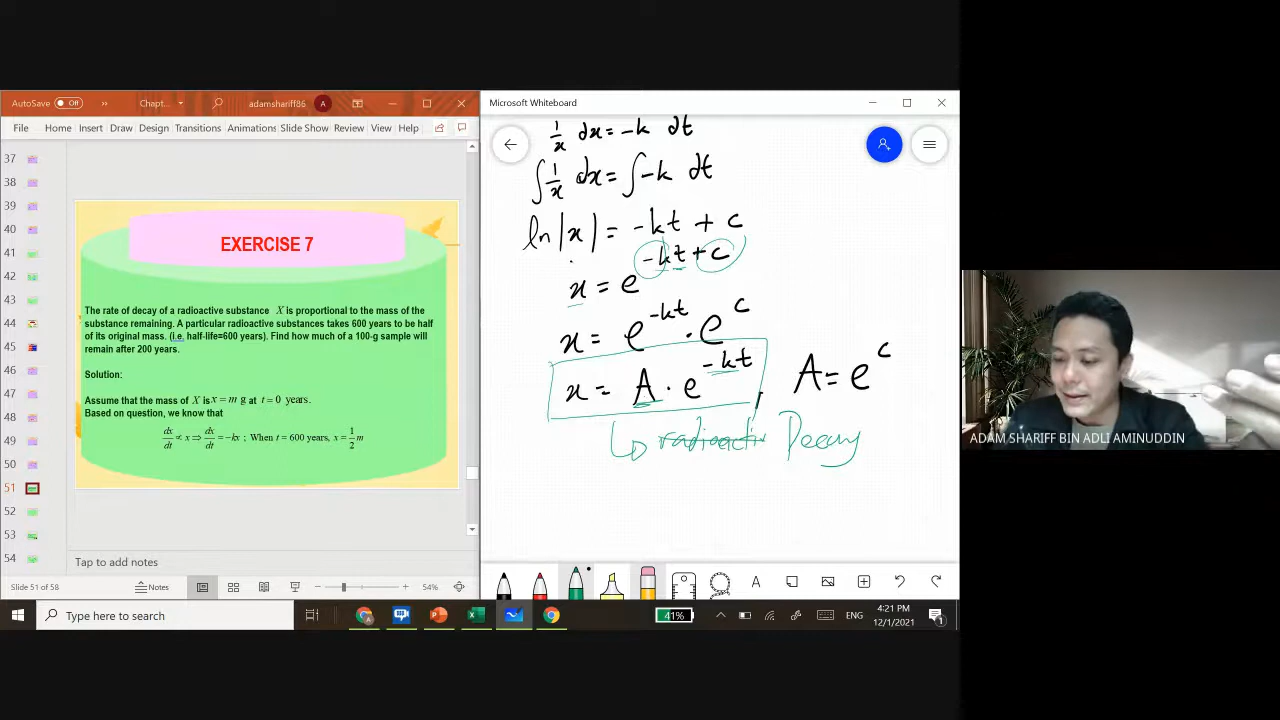 AutoSave Off
Chapt...
adamshariff86
A
File Home Insert Draw Design Transitions Animations Slide Show Review View Help
37
38
39
40
41
42
43
44
45
46
47
48
49
50
51
52
53
54
EXERCISE 7
The rate of decay of a radioactive substance X is proportional to the mass of the
substance remaining. A particular radioactive substances takes 600 years to be half
of its original mass. (i.e. half-life=600 years). Find how much of a 100-g sample will
remain after 200 years.
Solution:
Assume that the mass of X is x = m g at t = 0 years.
Based on question, we know that
dx/dt ∝ x ⇒ dx/dt = -kx ; When t = 600 years, x = 1/2 m
Tap to add notes
Slide 51 of 58
Notes
54%
Microsoft Whiteboard
1/x dx = -k dt
∫ 1/x dx = ∫ -k dt
ln|x| = -kt + c
x = e^(-kt+c)
x = e^(-kt) · e^c
x = A · e^(-kt) , A = e^c
↳ radioactiv Decay
ADAM SHARIFF BIN ADLI AMINUDDIN
A
Type here to search
41%
ENG
4:21 PM
12/1/2021
1